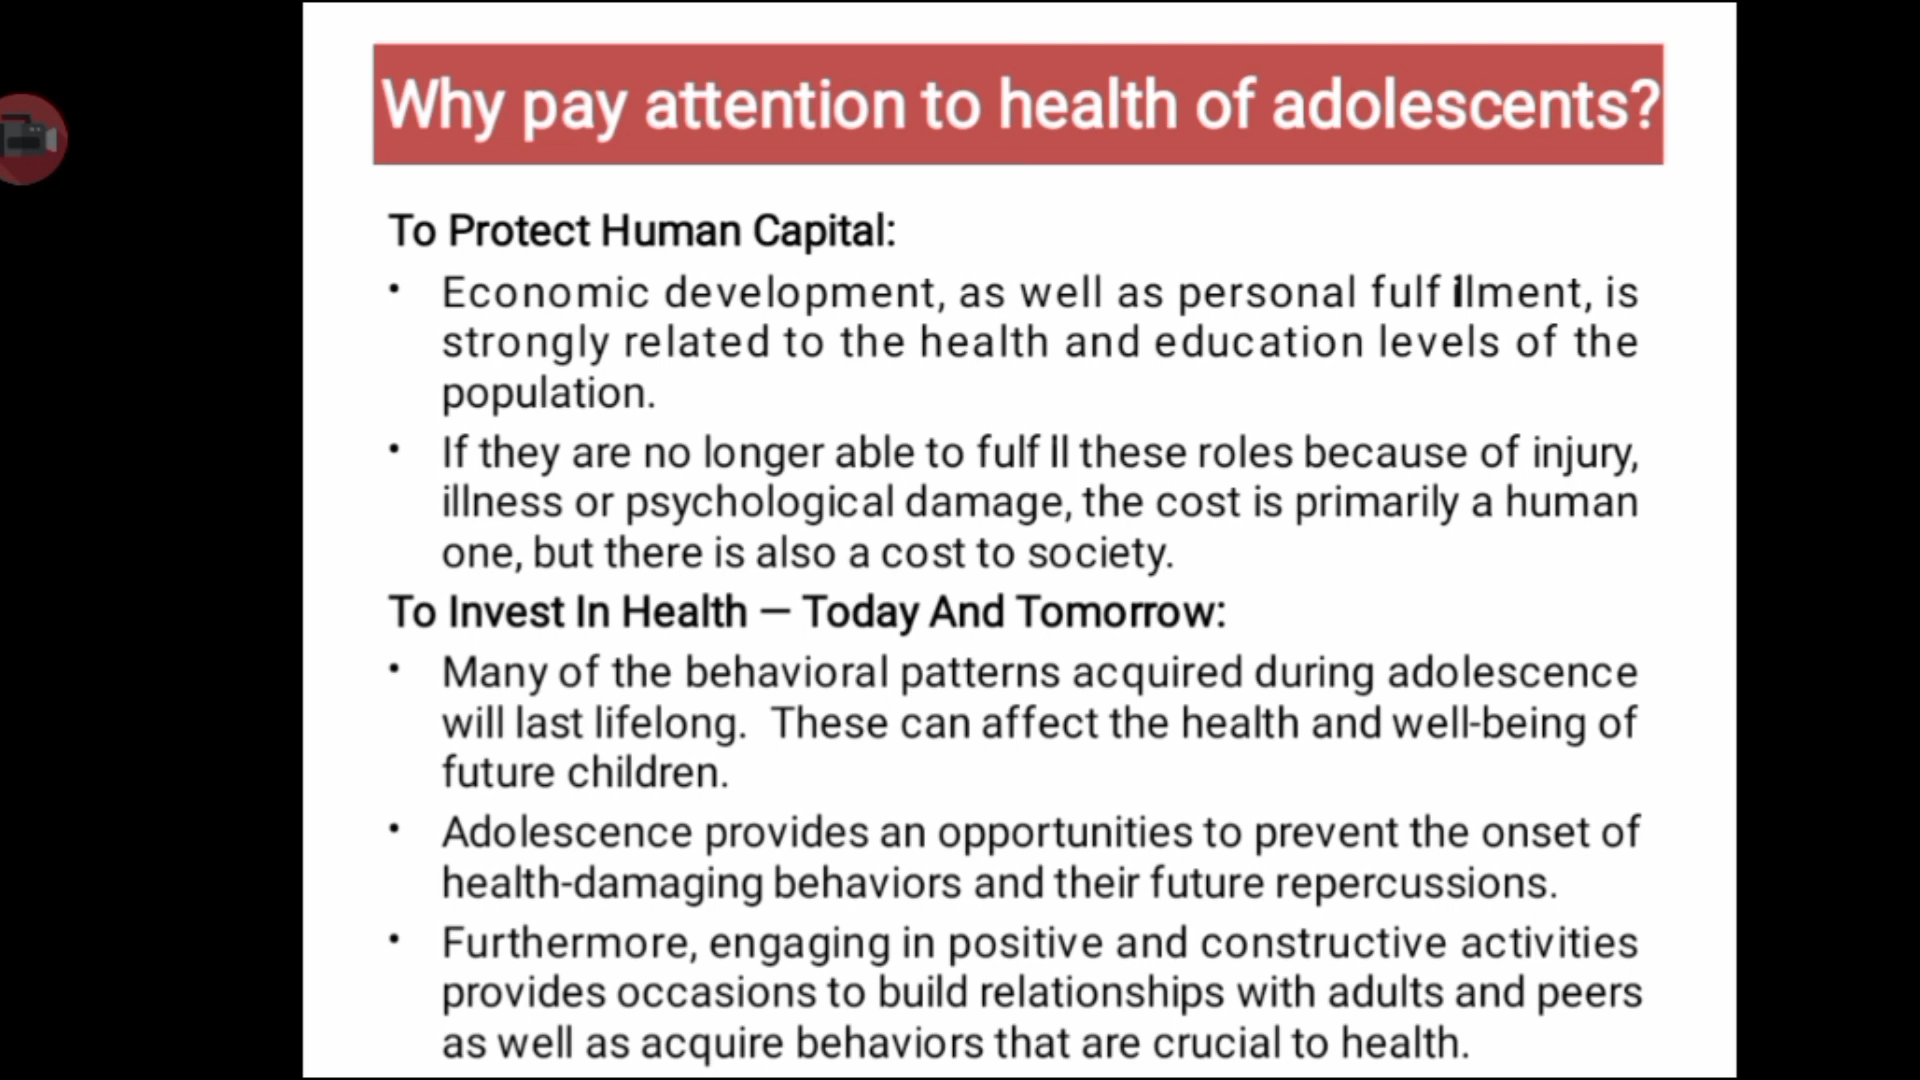 Why pay attention to health of adolescents?
To Protect Human Capital:
• Economic development, as well as personal fulf illment, is
strongly related to the health and education levels of the
population.
• If they are no longer able to fulf ll these roles because of injury,
illness or psychological damage, the cost is primarily a human
one, but there is also a cost to society.
To Invest In Health — Today And Tomorrow:
• Many of the behavioral patterns acquired during adolescence
will last lifelong.  These can affect the health and well-being of
future children.
• Adolescence provides an opportunities to prevent the onset of
health-damaging behaviors and their future repercussions.
• Furthermore, engaging in positive and constructive activities
provides occasions to build relationships with adults and peers
as well as acquire behaviors that are crucial to health.